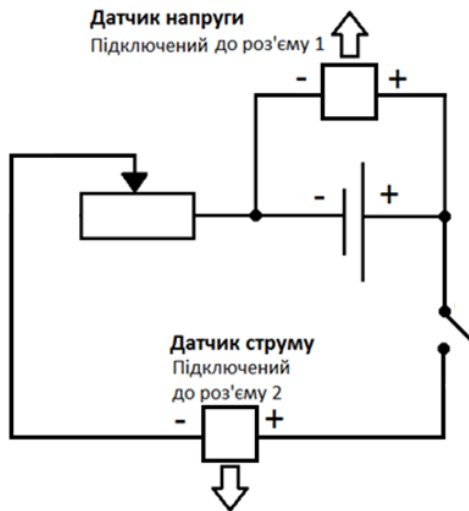 Датчик напруги
Підключений до роз'єму 1
- +
- +
Датчик струму
Підключений
до роз'єму 2
- +